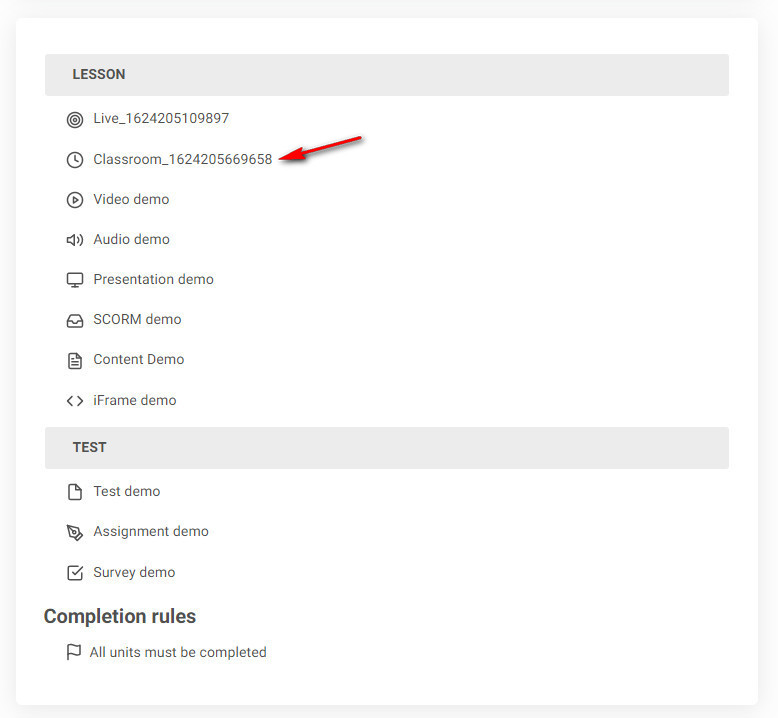 LESSON
Live_1624205109897
Classroom_1624205669658
Video demo
Audio demo
Presentation demo
SCORM demo
Content Demo
iFrame demo
TEST
Test demo
Assignment demo
Survey demo
Completion rules
All units must be completed